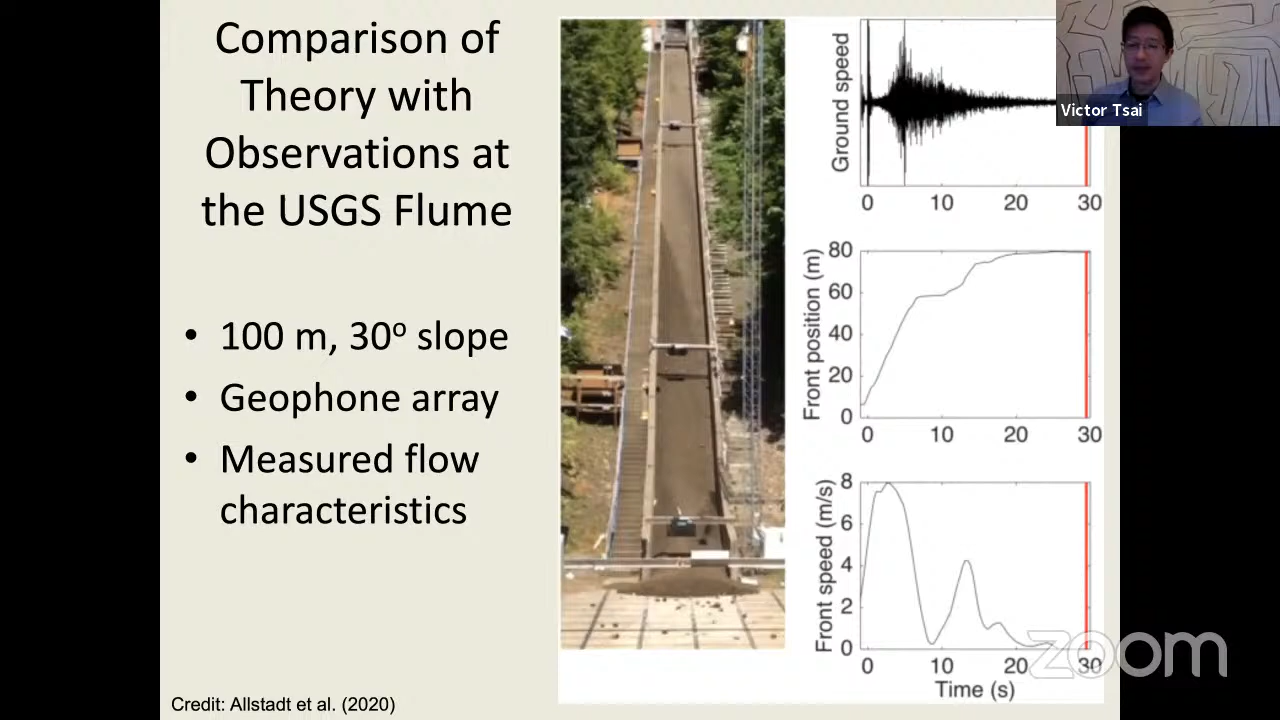 Comparison of
Theory with
Observations at
the USGS Flume
• 100 m, 30º slope
• Geophone array
• Measured flow
characteristics
Credit: Allstadt et al. (2020)
Ground speed
0 10 20 30
Front position (m)
80
60
40
20
0
0 10 20 30
Front speed (m/s)
8
6
4
2
0
0 10 20 30
Time (s)
Victor Tsai
zoom